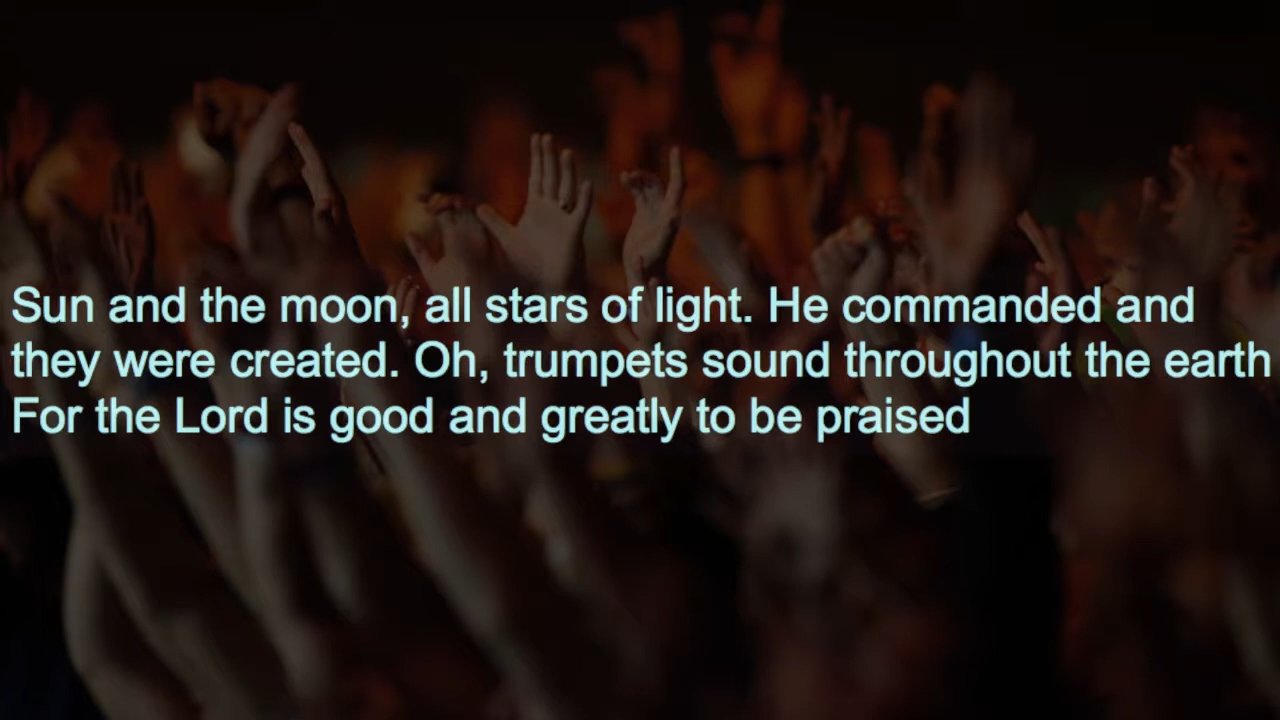 Sun and the moon, all stars of light. He commanded and
they were created. Oh, trumpets sound throughout the earth
For the Lord is good and greatly to be praised